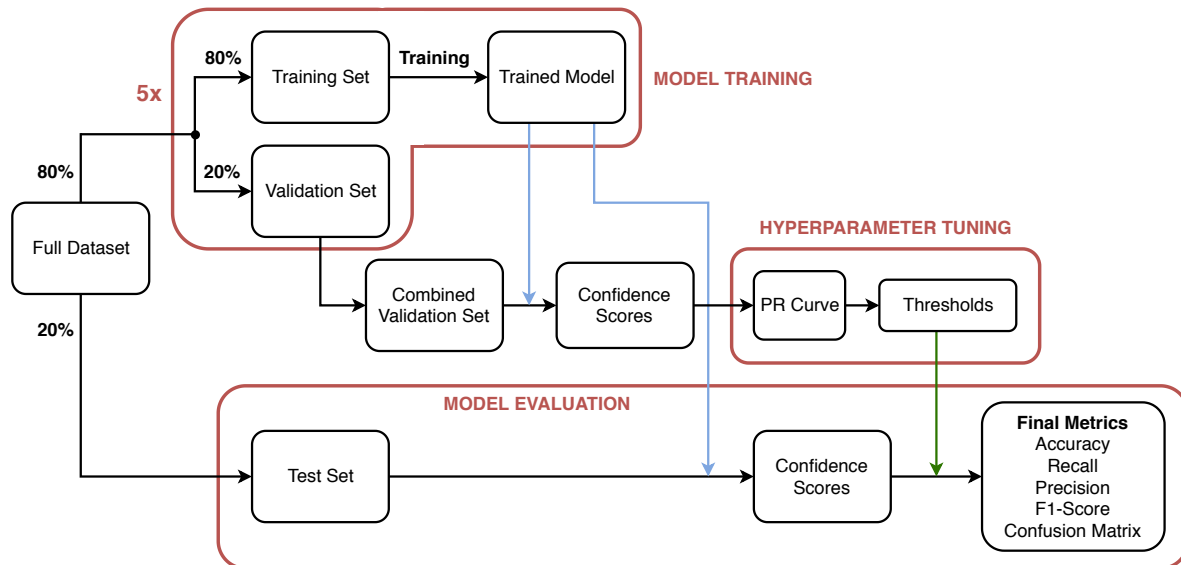 80%
Training Set
Training
Trained Model
MODEL TRAINING
5x
80%
20%
Validation Set
Full Dataset
HYPERPARAMETER TUNING
Combined
Validation Set
Confidence
Scores
PR Curve
Thresholds
20%
MODEL EVALUATION
Test Set
Confidence
Scores
Final Metrics
Accuracy
Recall
Precision
F1-Score
Confusion Matrix